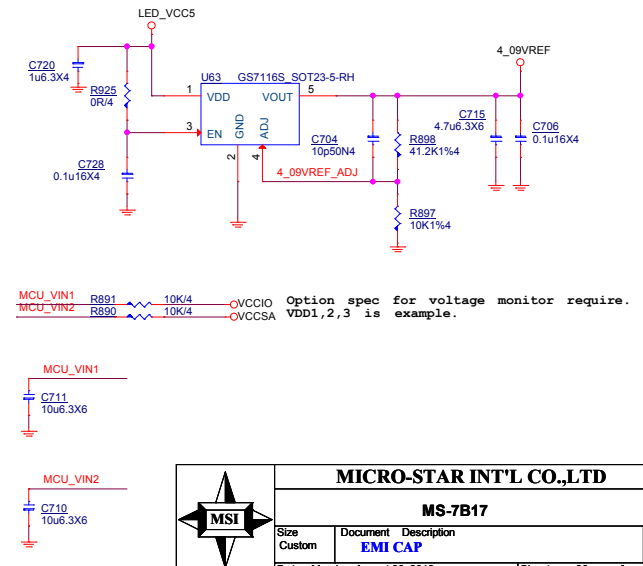 LED_VCC5
4_09VREF
C720
1u6.3X4
R925
0R/4
U63 GS7116S_SOT23-5-RH
1
VDD
VOUT
5
3
EN
GND
ADJ
2
4
C728
0.1u16X4
C704
10p50N4
R898
41.2K1%4
C715
4.7u6.3X6
C706
0.1u16X4
4_09VREF_ADJ
R897
10K1%4
MCU_VIN1 R891 10K/4 VCCIO
MCU_VIN2 R890 10K/4 VCCSA
Option spec for voltage monitor require.
VDD1,2,3 is example.
MCU_VIN1
C711
10u6.3X6
MCU_VIN2
C710
10u6.3X6
MSI
MICRO-STAR INT'L CO.,LTD
MS-7B17
Size
Custom
Document Description
EMI CAP